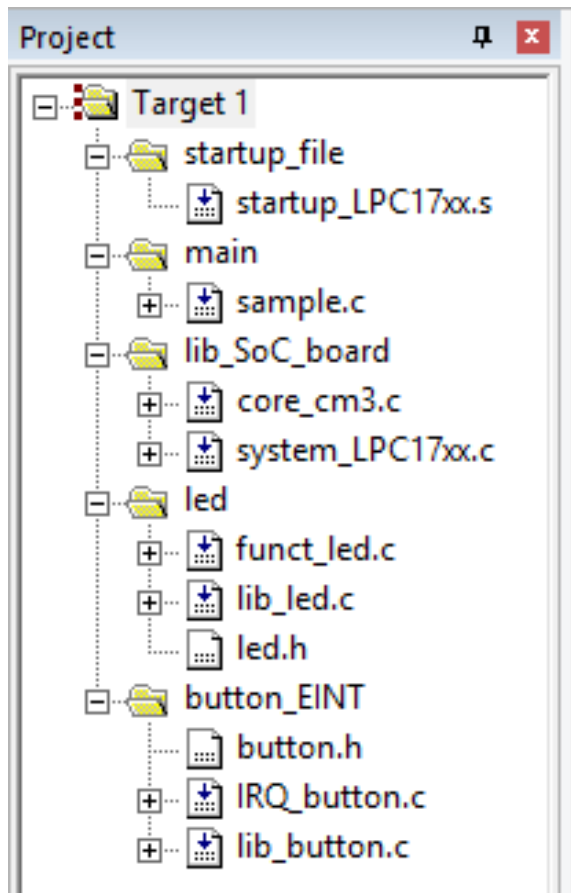 Project
Target 1
startup_file
startup_LPC17xx.s
main
sample.c
lib_SoC_board
core_cm3.c
system_LPC17xx.c
led
funct_led.c
lib_led.c
led.h
button_EINT
button.h
IRQ_button.c
lib_button.c